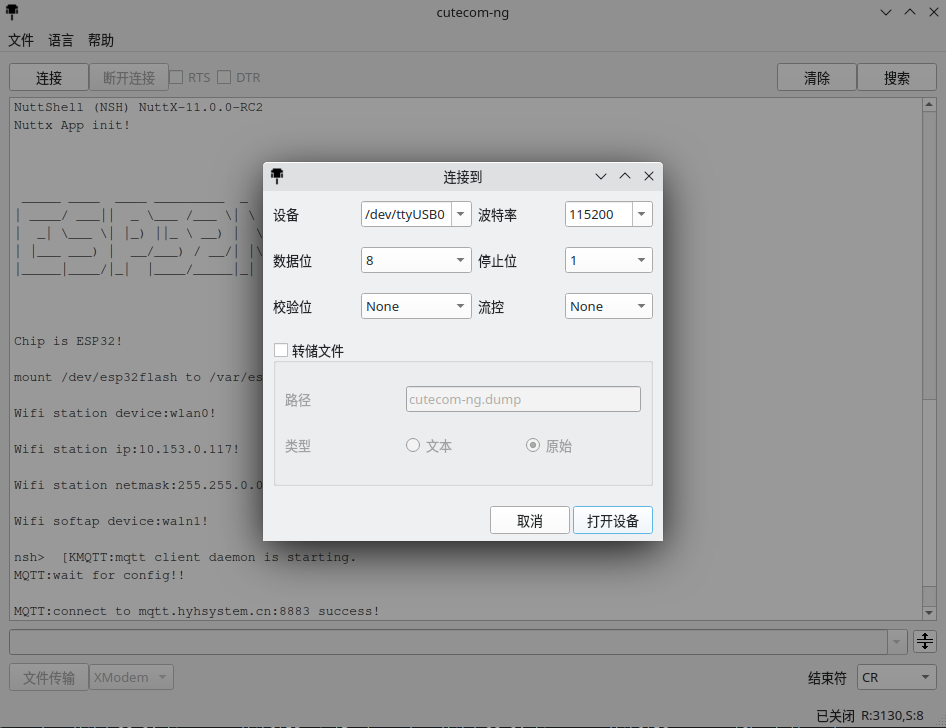 cutecom-ng
文件 语言 帮助
连接 断开连接 RTS DTR 清除 搜索
NuttShell (NSH) NuttX-11.0.0-RC2
Nuttx App init!
Chip is ESP32!
mount /dev/esp32flash to /var/es
Wifi station device:wlan0!
Wifi station ip:10.153.0.117!
Wifi station netmask:255.255.0.0
Wifi softap device:waln1!
nsh>  [KMQTT:mqtt client daemon is starting.
MQTT:wait for config!!
MQTT:connect to mqtt.hyhsystem.cn:8883 success!
连接到
设备 /dev/ttyUSB0 波特率 115200
数据位 8 停止位 1
校验位 None 流控 None
转储文件
路径 cutecom-ng.dump
类型 文本 原始
取消 打开设备
文件传输 XModem 结束符 CR
已关闭 R:3130,S:8